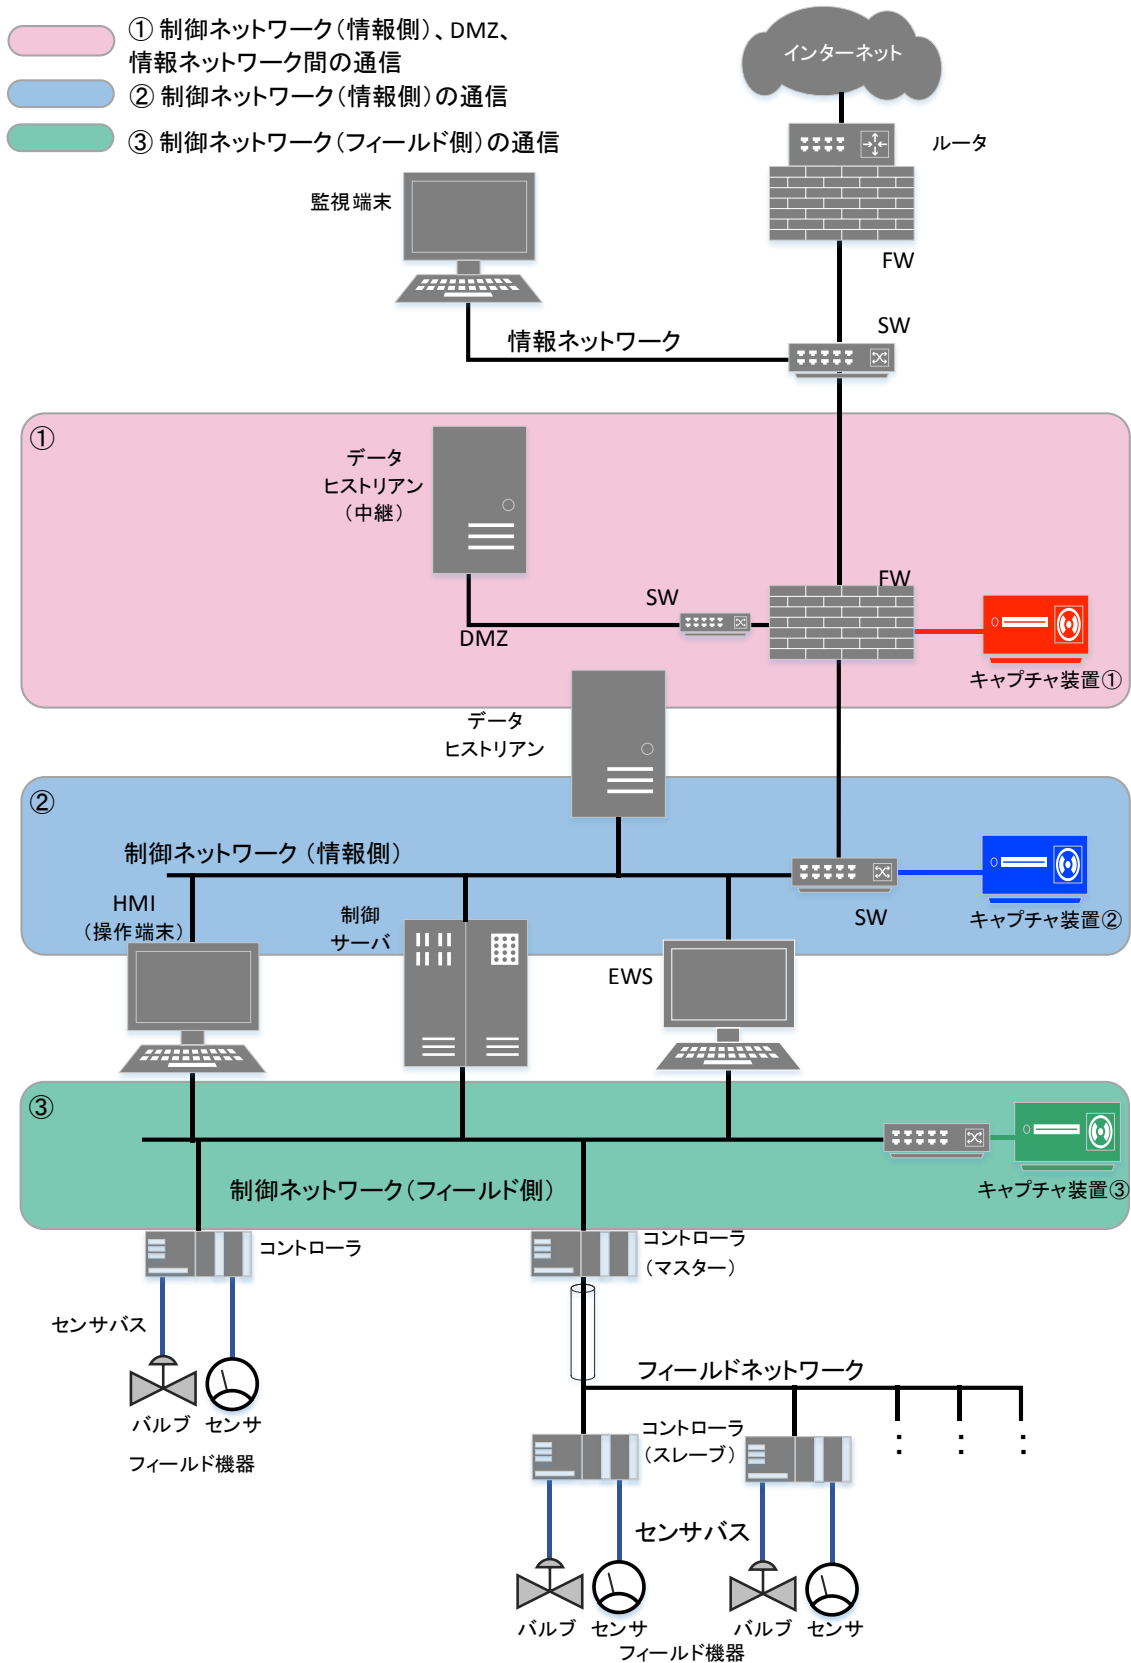 ① 制御ネットワーク(情報側)、DMZ、
情報ネットワーク間の通信
② 制御ネットワーク(情報側)の通信
③ 制御ネットワーク(フィールド側)の通信
インターネット
ルータ
監視端末
FW
SW
情報ネットワーク
①
データ
ヒストリアン
(中継)
FW
SW
DMZ
キャプチャ装置①
データ
ヒストリアン
②
制御ネットワーク(情報側)
HMI
(操作端末)
制御
サーバ
SW
キャプチャ装置②
EWS
③
制御ネットワーク(フィールド側)
キャプチャ装置③
コントローラ
コントローラ
(マスター)
センサバス
フィールドネットワーク
バルブ
センサ
フィールド機器
コントローラ
(スレーブ)
:
:
:
センサバス
バルブ
センサ
バルブ
センサ
フィールド機器